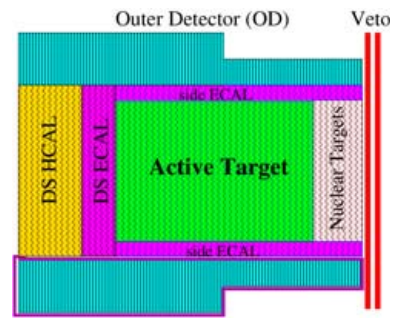 Outer Detector (OD) Veto
side ECAL
DS HCAL
DS ECAL
Active Target
Nuclear Targets
side ECAL